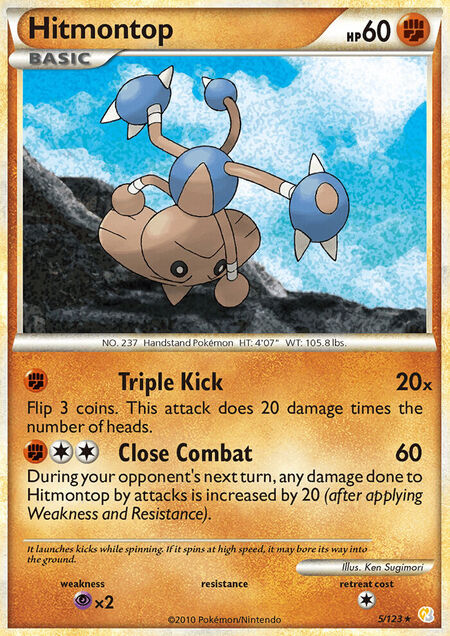 Hitmontop HP60
BASIC
NO. 237 Handstand Pokémon HT: 4'07" WT: 105.8 lbs.
Triple Kick 20x
Flip 3 coins. This attack does 20 damage times the
number of heads.
Close Combat 60
During your opponent's next turn, any damage done to
Hitmontop by attacks is increased by 20 (after applying
Weakness and Resistance).
It launches kicks while spinning. If it spins at high speed, it may bore its way into
the ground.
Illus. Ken Sugimori
weakness resistance retreat cost
×2
5/123★
©2010 Pokémon/Nintendo